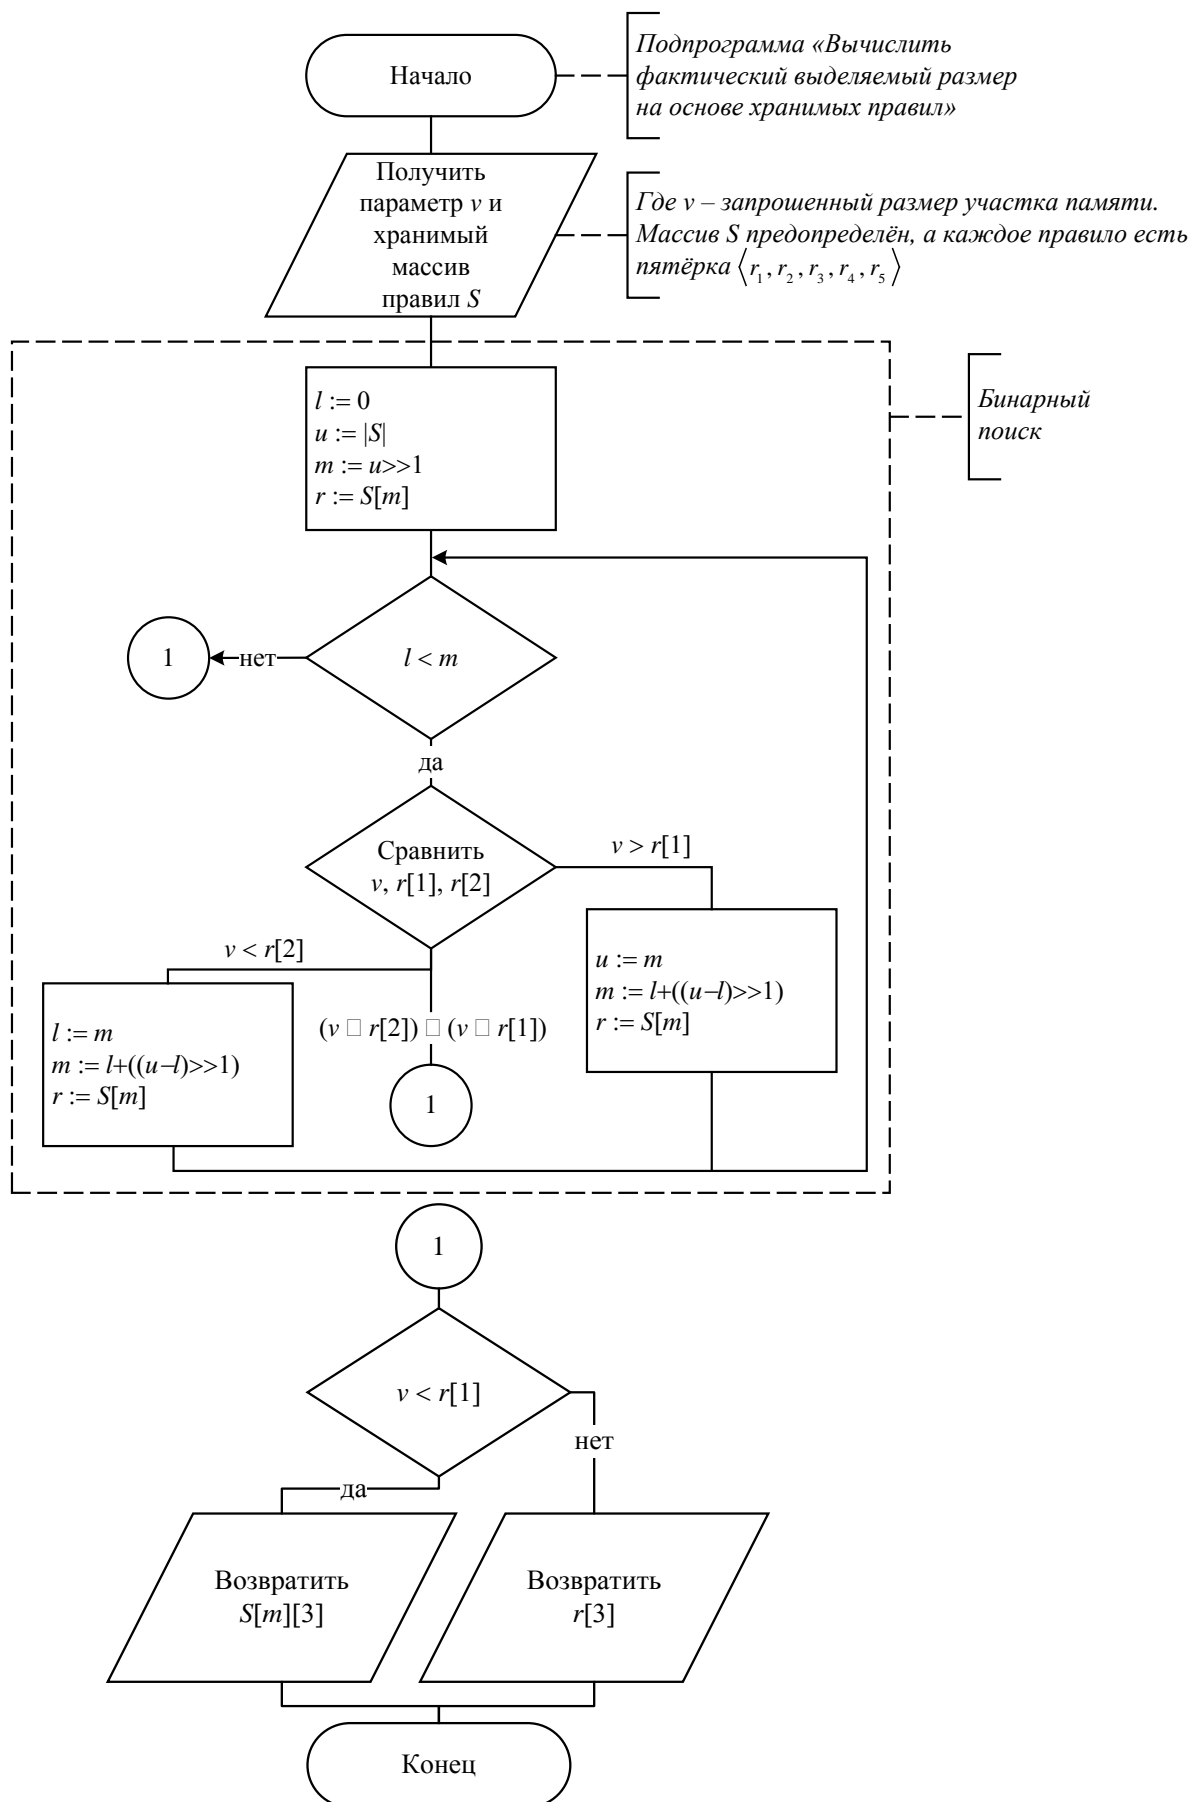 Начало
Подпрограмма «Вычислить
фактический выделяемый размер
на основе хранимых правил»
Получить
параметр v и
хранимый
массив
правил S
Где v – запрошенный размер участка памяти.
Массив S предопределён, а каждое правило есть
пятёрка ⟨r₁, r₂, r₃, r₄, r₅⟩
l := 0
u := |S|
m := u>>1
r := S[m]
Бинарный
поиск
l < m
нет
1
да
Сравнить
v, r[1], r[2]
v > r[1]
u := m
m := l+((u–l)>>1)
r := S[m]
v < r[2]
l := m
m := l+((u–l)>>1)
r := S[m]
(v □ r[2]) □ (v □ r[1])
1
1
v < r[1]
нет
да
Возвратить
S[m][3]
Возвратить
r[3]
Конец